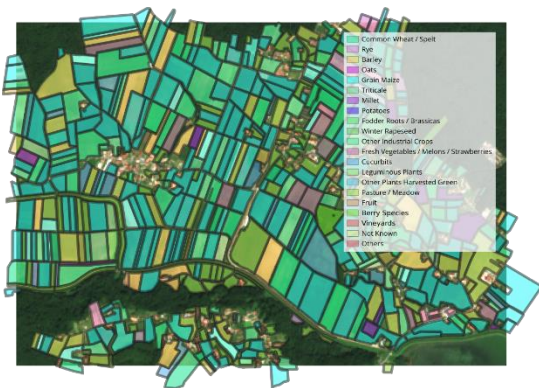 Common Wheat / Spelt
Rye
Barley
Oats
Grain Maize
Triticale
Millet
Potatoes
Fodder Roots / Brassicas
Winter Rapeseed
Other Industrial Crops
Fresh Vegetables / Melons / Strawberries
Cucurbits
Leguminous Plants
Other Plants Harvested Green
Pasture / Meadow
Fruit
Berry Species
Vineyards
Not Known
Others